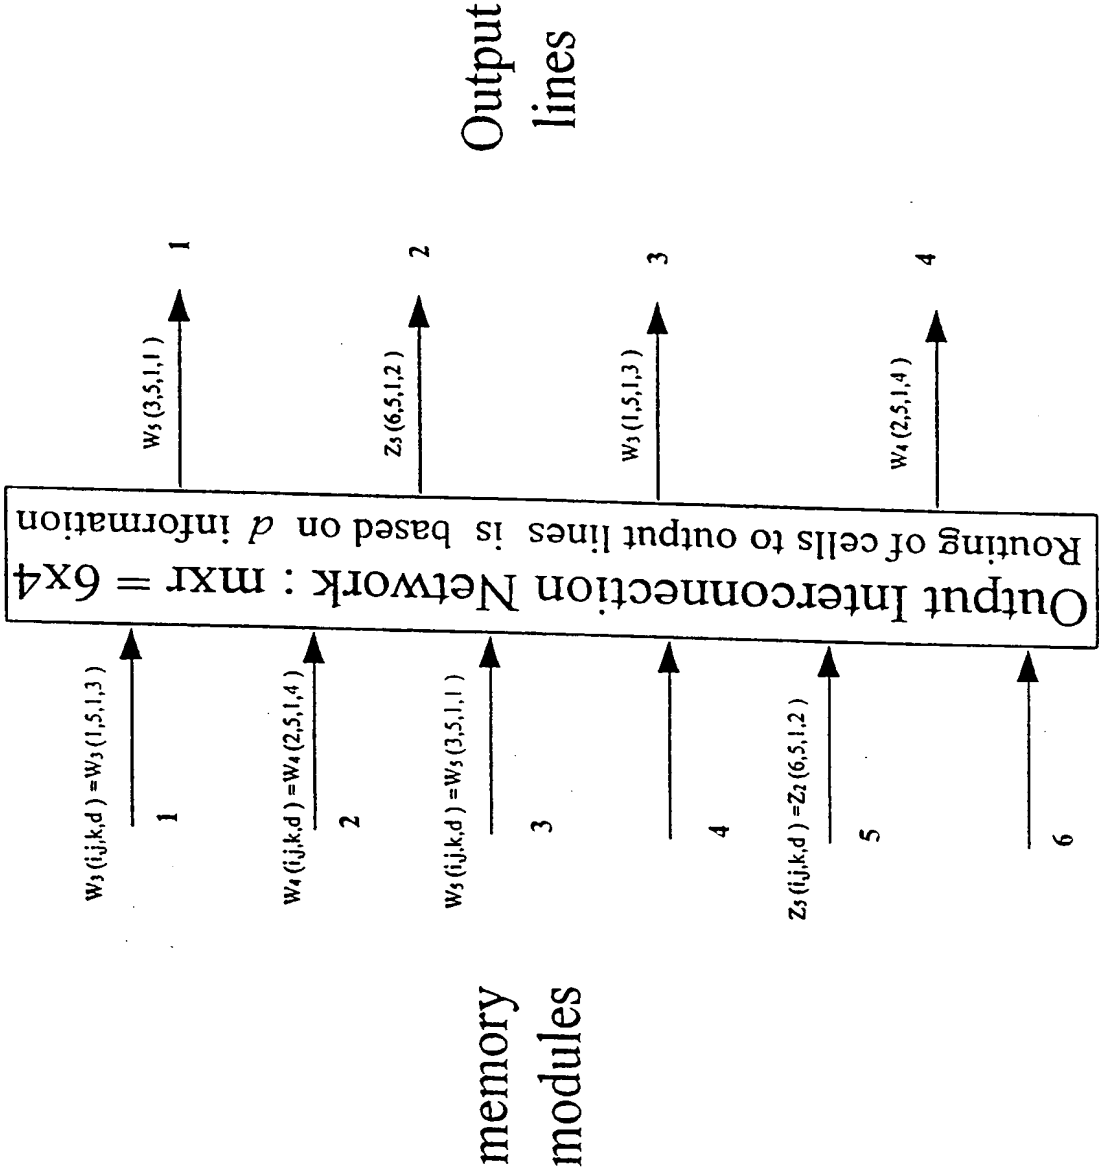 memory
modules
W3 (i,j,k,d ) =W3 (1,5,1,3 )
1
W4 (i,j,k,d ) =W4 (2,5,1,4 )
2
W5 (i,j,k,d ) =W5 (3,5,1,1 )
3
4
Z5 (i,j,k,d ) =Z2 (6,5,1,2 )
5
6
Output Interconnection Network : mxr = 6x4
Routing of cells to output lines is based on d information
W5 (3,5,1,1 )
1
Z5 (6,5,1,2 )
2
W3 (1,5,1,3 )
3
W4 (2,5,1,4 )
4
Output
lines